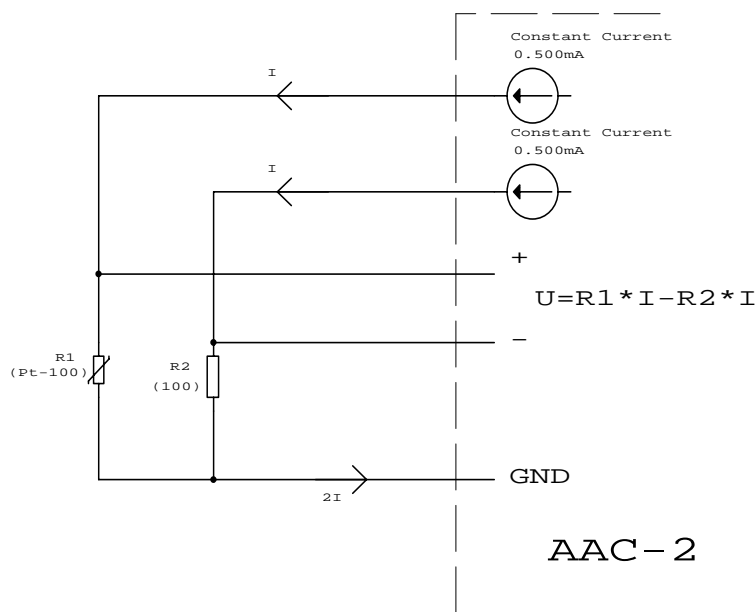 Constant Current
0.500mA
I
Constant Current
0.500mA
I
+
U=R1*I-R2*I
-
R1
(Pt-100)
R2
(100)
GND
2I
AAC-2